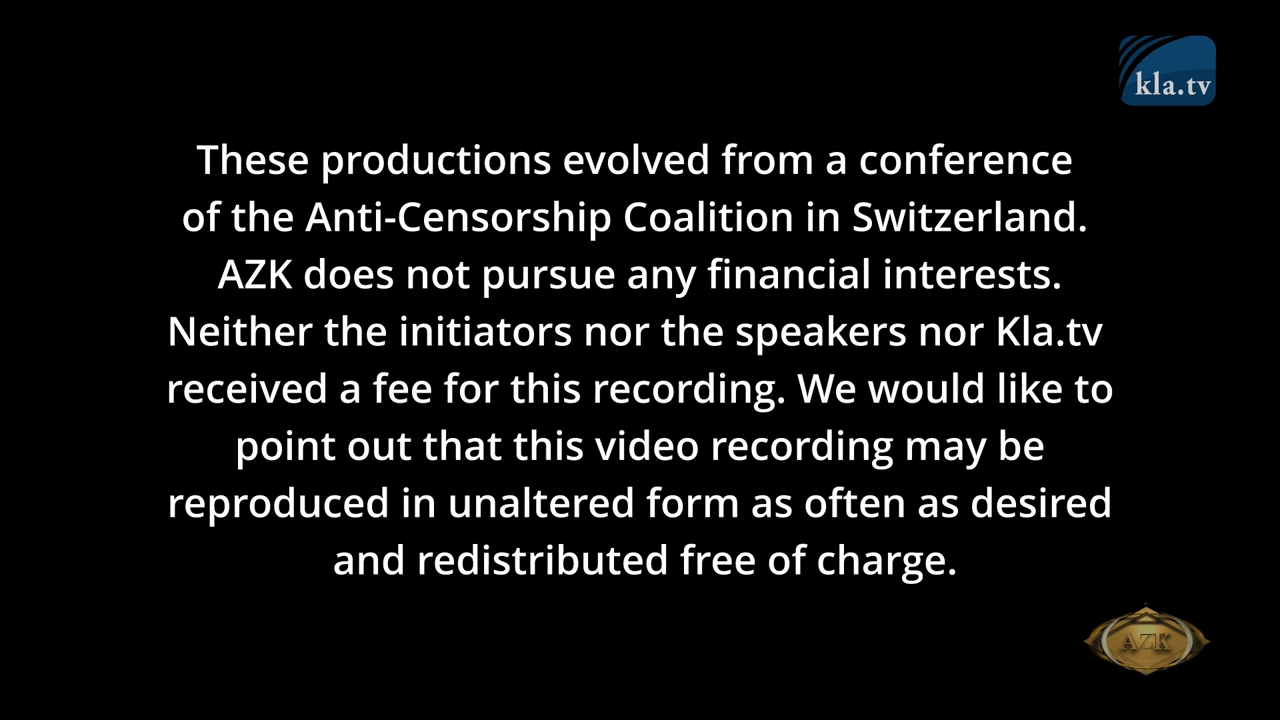 kla.tv
These productions evolved from a conference
of the Anti-Censorship Coalition in Switzerland.
AZK does not pursue any financial interests.
Neither the initiators nor the speakers nor Kla.tv
received a fee for this recording. We would like to
point out that this video recording may be
reproduced in unaltered form as often as desired
and redistributed free of charge.
AZK